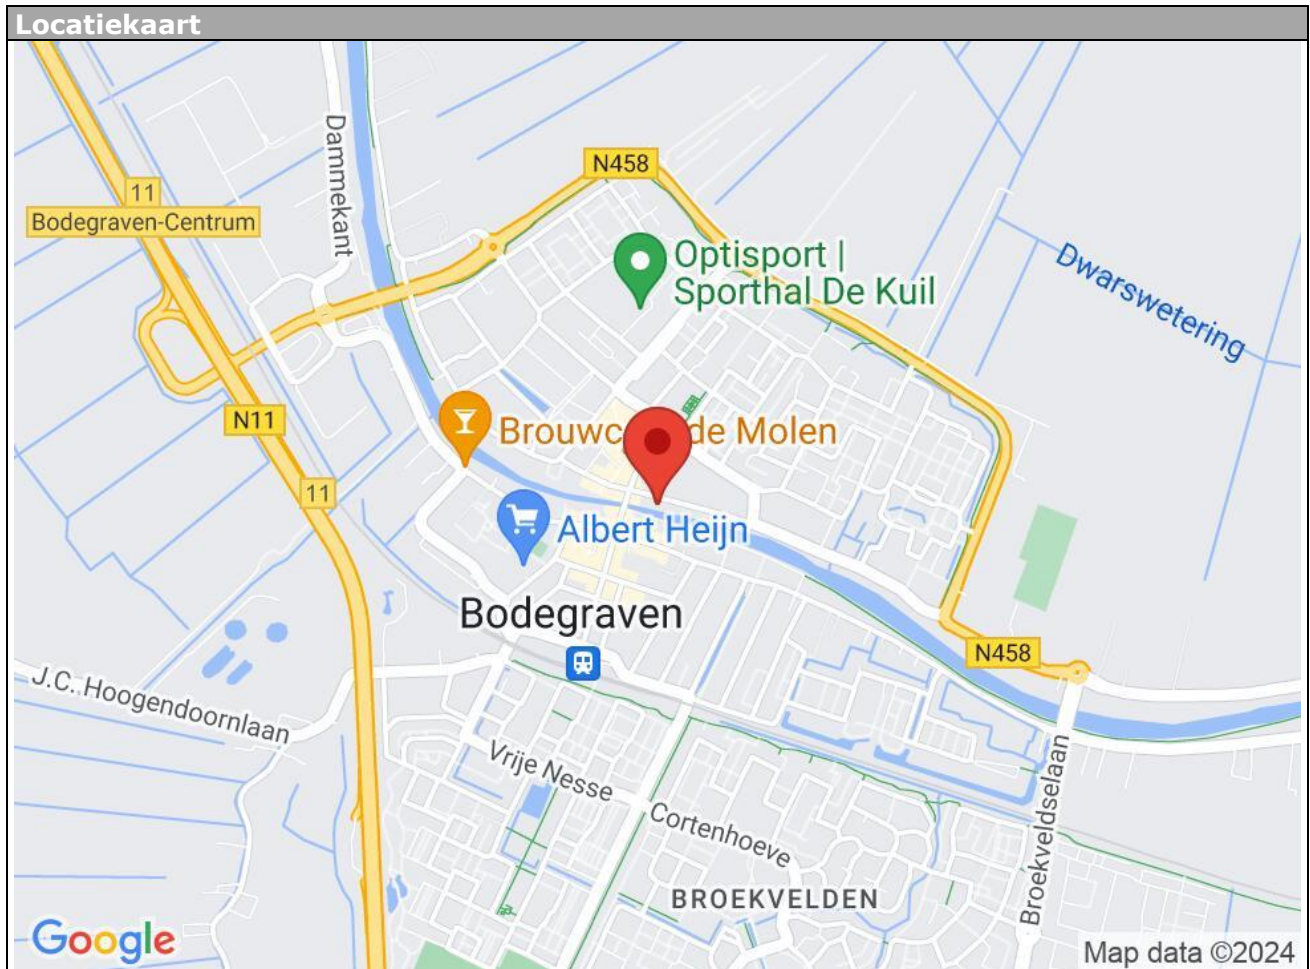 Locatiekaart
Dammekant
N458
11
Bodegraven-Centrum
Optisport |
Sporthal De Kuil
Dwarswetering
N11
Brouwe
de Molen
11
Albert Heijn
Bodegraven
N458
J.C. Hoogendoornlaan
Vrije Nesse
Cortenhoeve
Broekveldselaan
BROEKVELDEN
Google
Map data ©2024